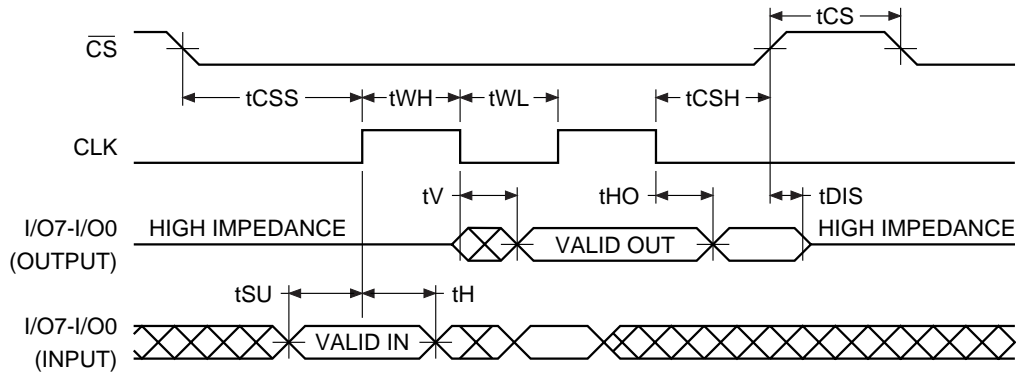 tCS
CS
tCSS tWH tWL tCSH
CLK
tV tHO tDIS
I/O7-I/O0 HIGH IMPEDANCE VALID OUT HIGH IMPEDANCE
(OUTPUT)
tSU tH
I/O7-I/O0
(INPUT) VALID IN